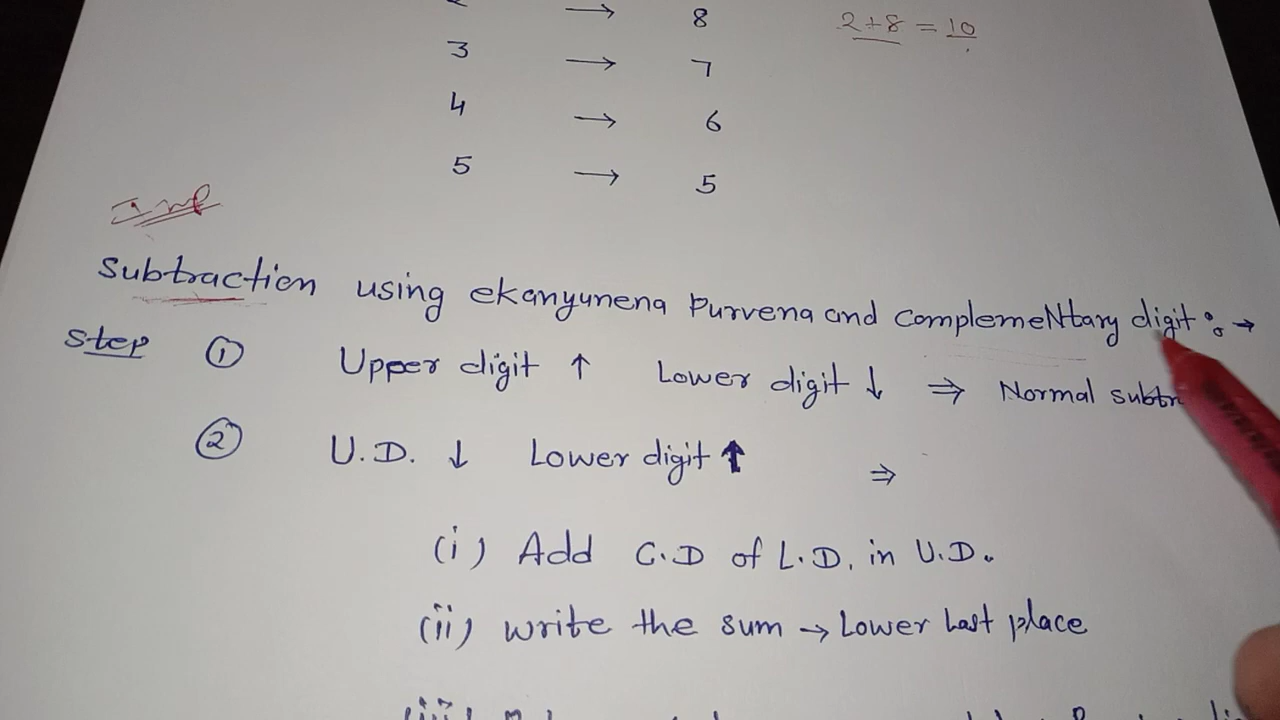 → 8 2+8 = 10
3 → 7
4 → 6
5 → 5
Imp
Subtraction using ekanyunena Purvena and ComplemeNtary digit :→
Step ① Upper digit ↑ Lower digit ↓ ⇒ Normal subtr
② U.D. ↓ Lower digit ↑ ⇒
(i) Add C.D of L.D. in U.D.
(ii) Write the sum → Lower Last place
(iii)